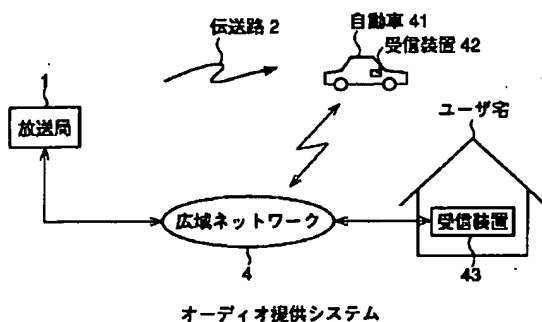 伝送路 2
自動車 41
受信装置 42
1
放送局
ユーザ宅
広域ネットワーク
4
受信装置
43
オーディオ提供システム